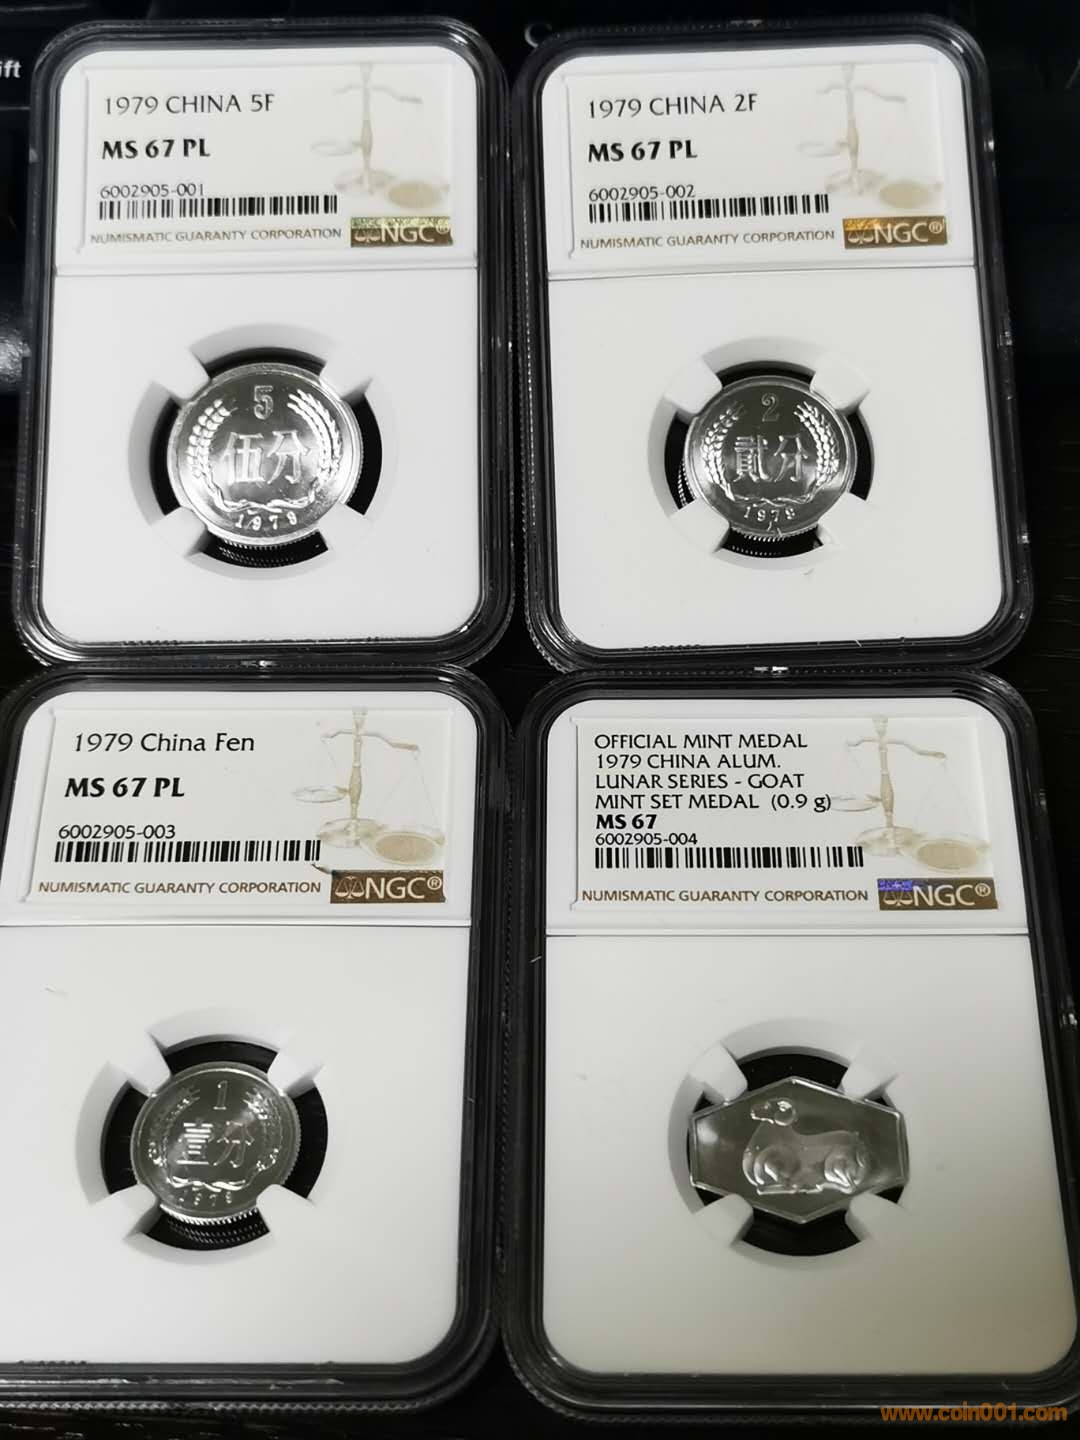 ift
1979 CHINA 5F
MS 67 PL
6002905-001
NUMISMATIC GUARANTY CORPORATION
NGC®
5
伍分
1979
1979 CHINA 2F
MS 67 PL
6002905-002
NUMISMATIC GUARANTY CORPORATION
NGC®
2
贰分
1979
1979 China Fen
MS 67 PL
6002905-003
NUMISMATIC GUARANTY CORPORATION
NGC®
1
壹分
1979
OFFICIAL MINT MEDAL
1979 CHINA ALUM.
LUNAR SERIES - GOAT
MINT SET MEDAL (0.9 g)
MS 67
6002905-004
NUMISMATIC GUARANTY CORPORATION
NGC®
www.coin001.com